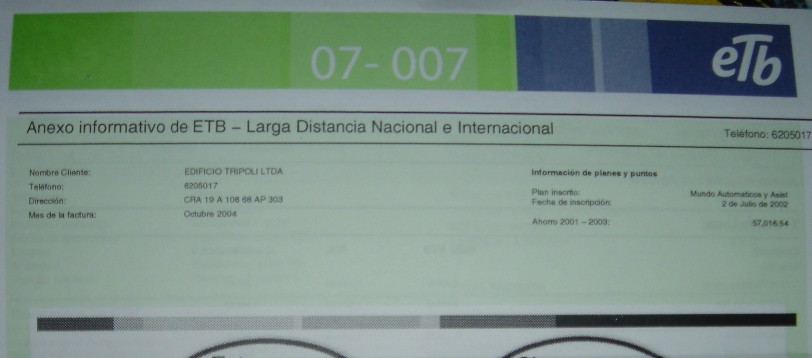 07-007
eTb
Anexo informativo de ETB – Larga Distancia Nacional e Internacional
Teléfono: 6205017
Nombre Cliente: EDIFICIO TRIPOLI LTDA
Teléfono: 6205017
Dirección: CRA 19 A 106 68 AP 303
Mes de la factura: Octubre 2004
Información de planes y puntos
Plan inscrito: Mundo Automaticos y Asist
Fecha de inscripción: 2 de Julio de 2002
Ahorro 2001 – 2003: 57,016.54